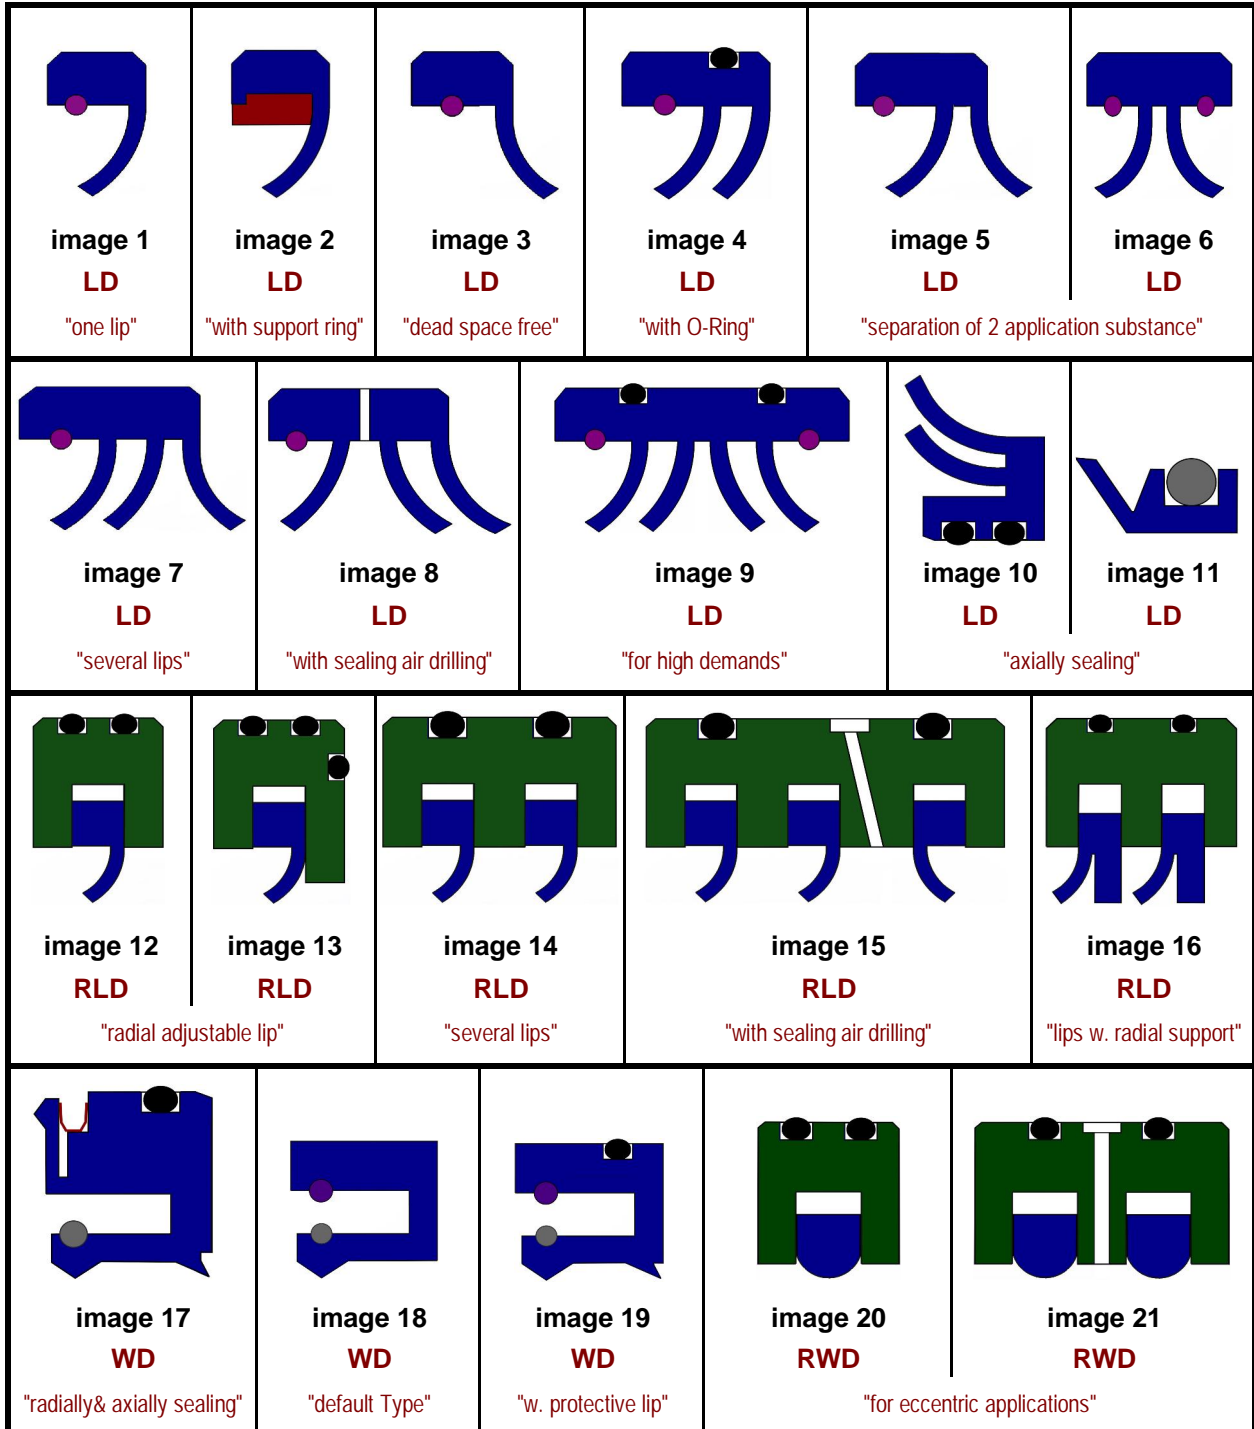 image 1
LD
"one lip"
image 2
LD
"with support ring"
image 3
LD
"dead space free"
image 4
LD
"with O-Ring"
image 5
LD
image 6
LD
"separation of 2 application substance"
image 7
LD
"several lips"
image 8
LD
"with sealing air drilling"
image 9
LD
"for high demands"
image 10
LD
image 11
LD
"axially sealing"
image 12
RLD
image 13
RLD
"radial adjustable lip"
image 14
RLD
"several lips"
image 15
RLD
"with sealing air drilling"
image 16
RLD
"lips w. radial support"
image 17
WD
"radially& axially sealing"
image 18
WD
"default Type"
image 19
WD
"w. protective lip"
image 20
RWD
image 21
RWD
"for eccentric applications"